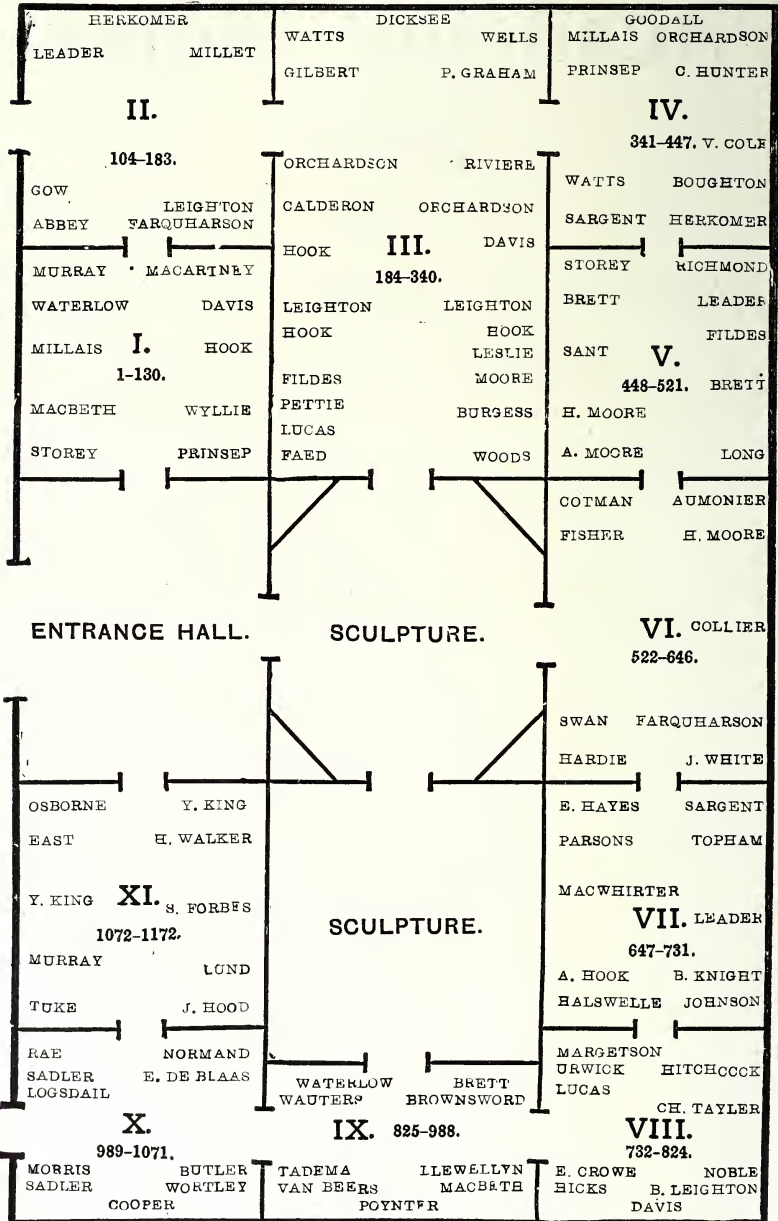 HERKOMER
LEADER MILLET
II.
104–183.
GOW
LEIGHTON
ABBEY FARQUHARSON
DICKSEE
WATTS WELLS
GILBERT P. GRAHAM
ORCHARDSON RIVIERE
CALDERON ORCHARDSON
HOOK III. DAVIS
184–340.
LEIGHTON LEIGHTON
HOOK HOOK
LESLIE
FILDES MOORE
PETTIE BURGESS
LUCAS
FAED WOODS
GOODALL
MILLAIS ORCHARDSON
PRINSEP C. HUNTER
IV.
341–447. V. COLE
WATTS BOUGHTON
SARGENT HERKOMER
MURRAY MACARTNEY
WATERLOW DAVIS
MILLAIS I. HOOK
1–130.
MACBETH WYLLIE
STOREY PRINSEP
STOREY RICHMOND
BRETT LEADER
FILDES
SANT V.
448–521. BRETT
H. MOORE
A. MOORE LONG
COTMAN AUMONIER
FISHER H. MOORE
ENTRANCE HALL. SCULPTURE. VI. COLLIER
522–646.
SWAN FARQUHARSON
HARDIE J. WHITE
OSBORNE Y. KING
EAST H. WALKER
Y. KING XI. S. FORBES
1072–1172.
MURRAY LUND
TUKE J. HOOD
SCULPTURE.
E. HAYES SARGENT
PARSONS TOPHAM
MACWHIRTER
VII. LEADER
647–731.
A. HOOK B. KNIGHT
HALSWELLE JOHNSON
RAE NORMAND
SADLER E. DE BLAAS
LOGSDAIL
X.
989–1071.
MORRIS BUTLER
SADLER WORTLEY
COOPER
WATERLOW BRETT
WAUTERS BROWNSWORD
IX. 825–988.
TADEMA LLEWELLYN
VAN BEERS MACBETH
POYNTER
MARGETSON
URWICK HITCHCOCK
LUCAS
CH. TAYLER
VIII.
732–824.
E. CROWE NOBLE
HICKS B. LEIGHTON
DAVIS